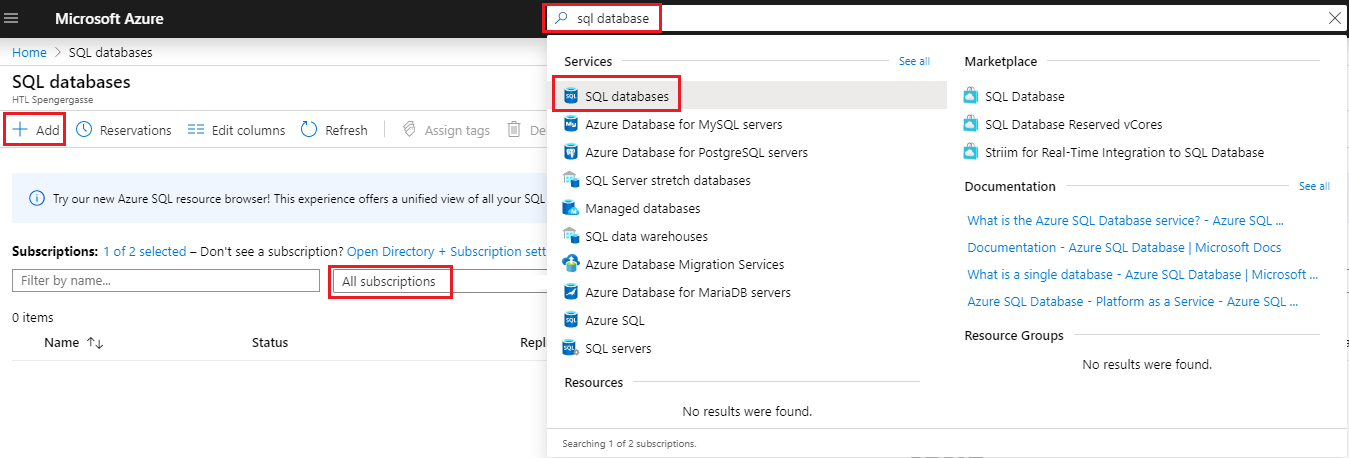 Microsoft Azure
sql database
Home > SQL databases
SQL databases
HTL Spengergasse
Add
Reservations
Edit columns
Refresh
Assign tags
De
Try our new Azure SQL resource browser! This experience offers a unified view of all your SQL
Subscriptions: 1 of 2 selected – Don't see a subscription? Open Directory + Subscription sett
Filter by name...
All subscriptions
0 items
Name
Status
Repli
Services
See all
SQL databases
Azure Database for MySQL servers
Azure Database for PostgreSQL servers
SQL Server stretch databases
Managed databases
SQL data warehouses
Azure Database Migration Services
Azure Database for MariaDB servers
Azure SQL
SQL servers
Resources
No results were found.
Searching 1 of 2 subscriptions.
Marketplace
SQL Database
SQL Database Reserved vCores
Striim for Real-Time Integration to SQL Database
Documentation
See all
What is the Azure SQL Database service? - Azure SQL ...
Documentation - Azure SQL Database | Microsoft Docs
What is a single database - Azure SQL Database | Microsoft ...
Azure SQL Database - Platform as a Service - Azure SQL ...
Resource Groups
No results were found.